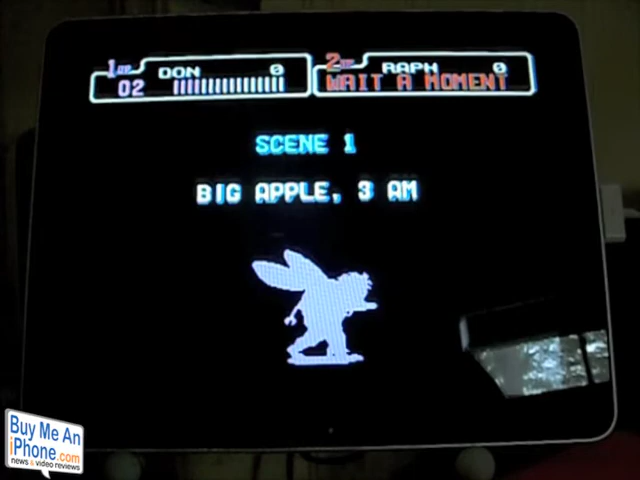 1UP DON 0
02
2UP RAPH 0
WAIT A MOMENT
SCENE 1
BIG APPLE, 3 AM
Buy Me An
iPhone.com
news & video reviews